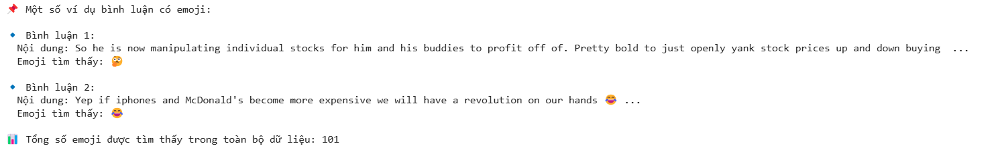 📌 Một số ví dụ bình luận có emoji:
🔹 Bình luận 1:
Nội dung: So he is now manipulating individual stocks for him and his buddies to profit off of. Pretty bold to just openly yank stock prices up and down buying ...
Emoji tìm thấy: 🤔
🔹 Bình luận 2:
Nội dung: Yep if iphones and McDonald's become more expensive we will have a revolution on our hands 😂 ...
Emoji tìm thấy: 😂
📊 Tổng số emoji được tìm thấy trong toàn bộ dữ liệu: 101